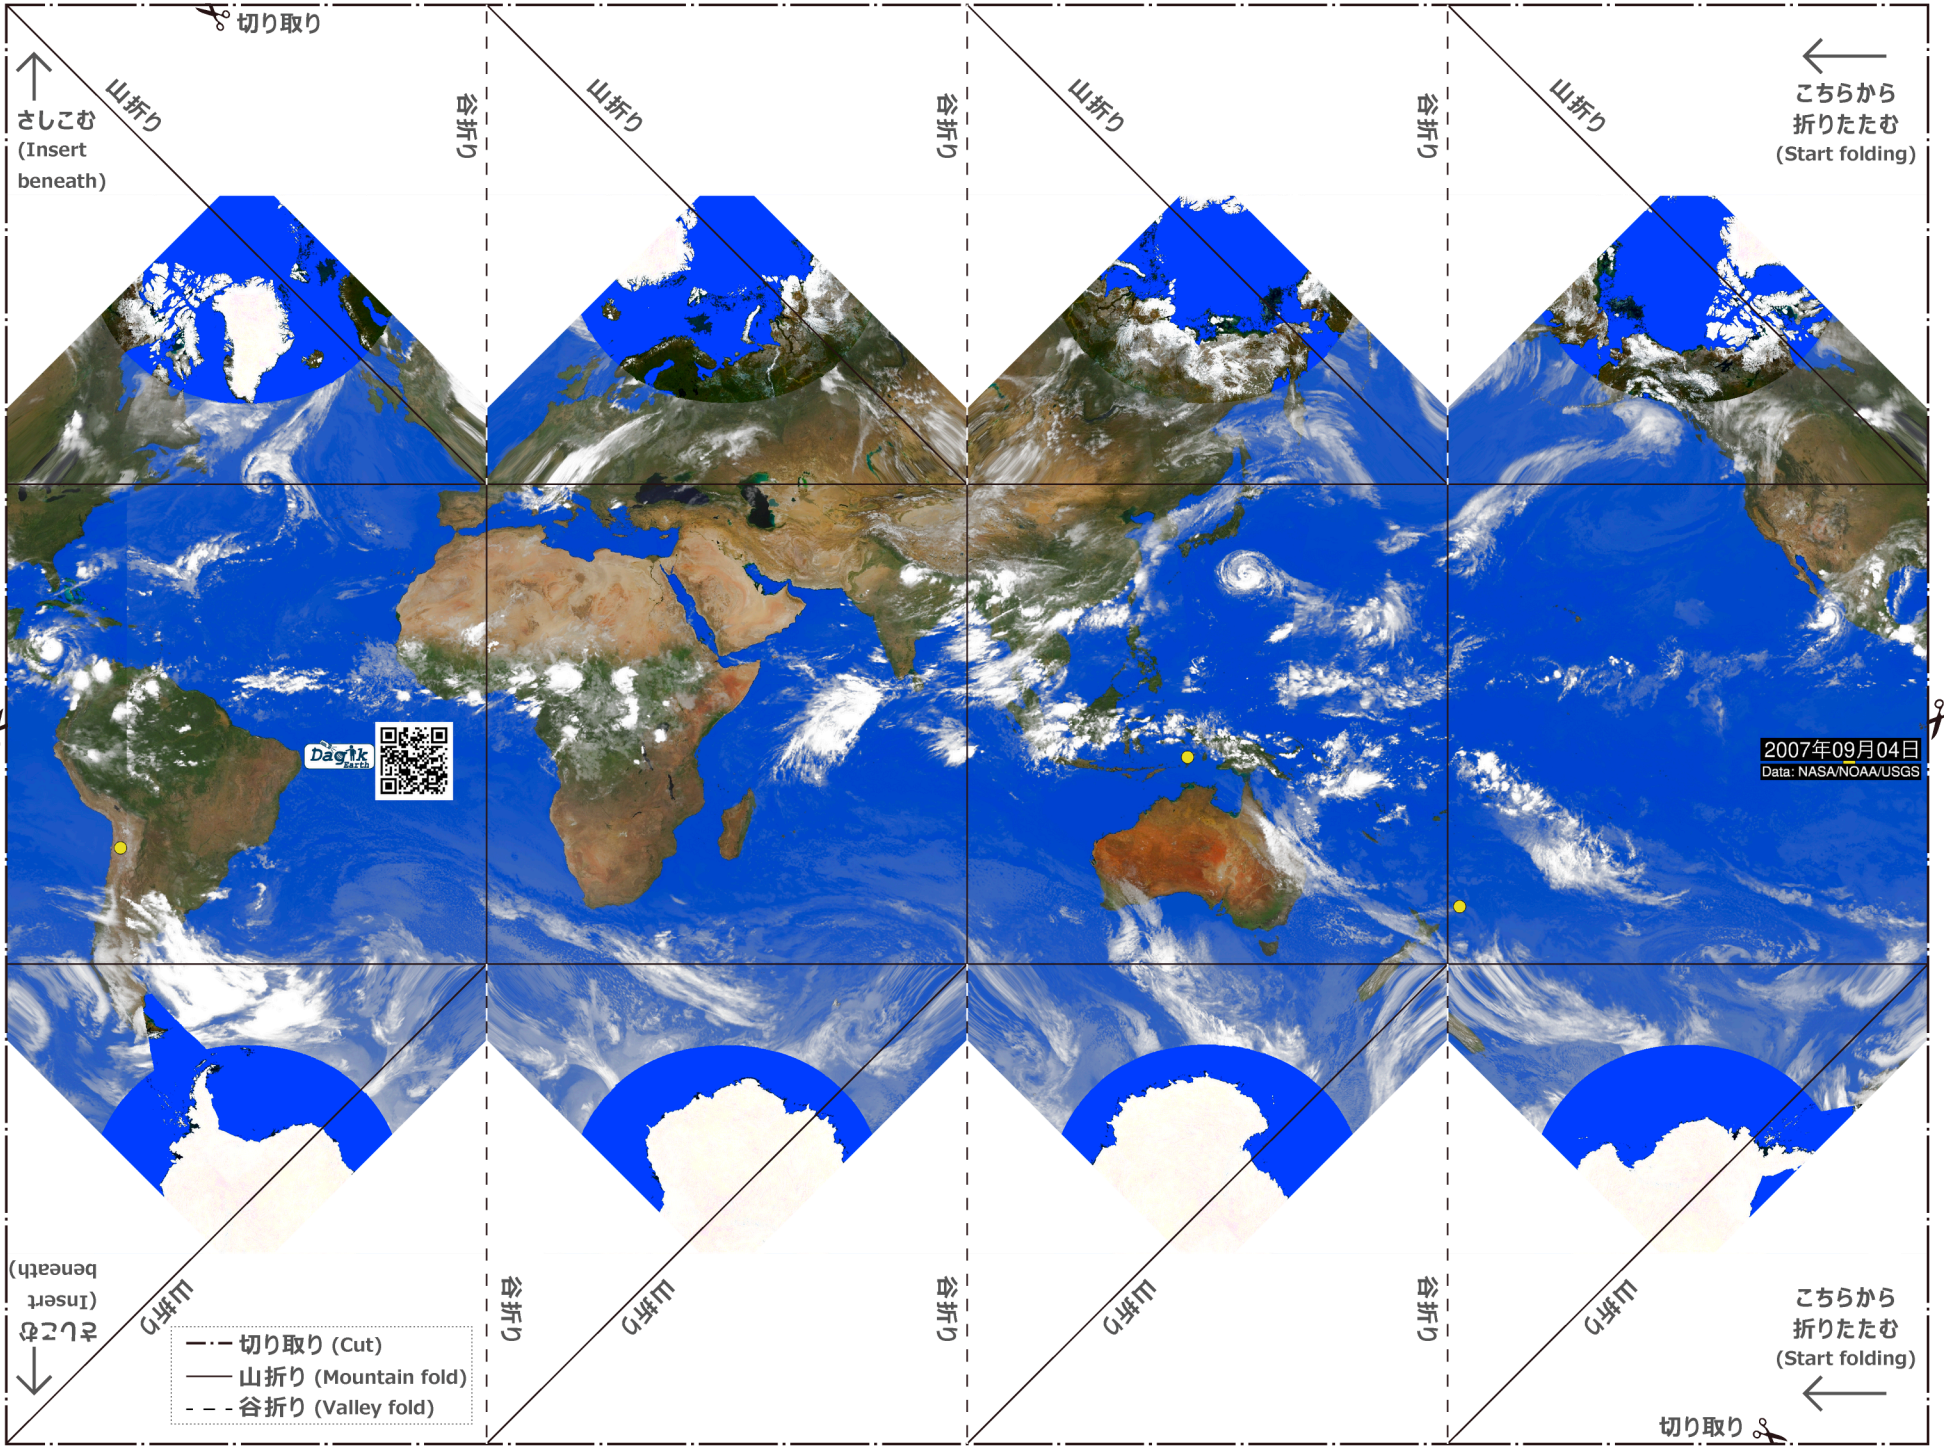 切り取り
山折り
谷折り
山折り
谷折り
山折り
谷折り
山折り
さしこむ
(Insert
beneath)
こちらから
折りたたむ
(Start folding)
Dagik
Earth
2007年09月04日
Data: NASA/NOAA/USGS
さしこむ
(Insert
beneath)
山折り
谷折り
山折り
谷折り
山折り
谷折り
山折り
こちらから
折りたたむ
(Start folding)
切り取り (Cut)
山折り (Mountain fold)
谷折り (Valley fold)
切り取り